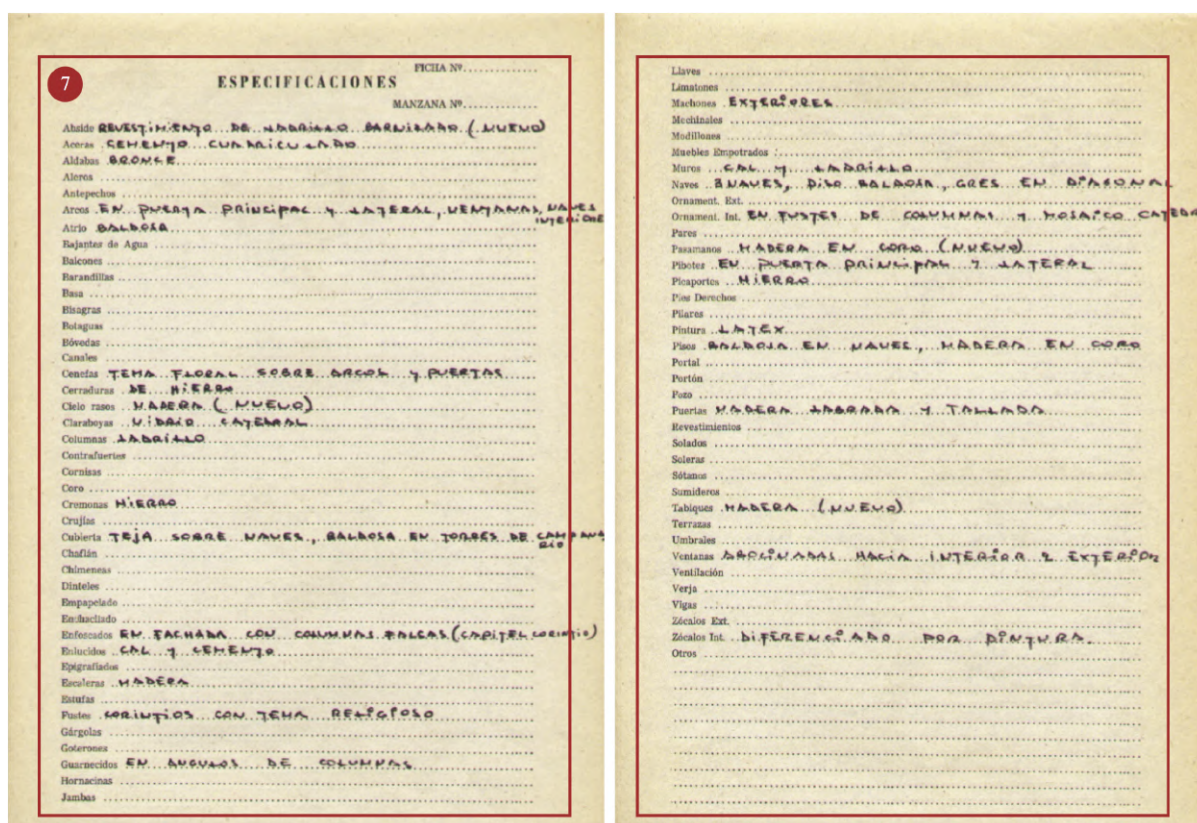 7
FICHA Nº..............
ESPECIFICACIONES
MANZANA Nº..............
Abside REVESTIMIENTO DE LADRILLO BARNIZADO (NUEVO)
Aceras CEMENTO CUADRICULADO
Aldabas BRONCE
Aleros
Antepechos
Arcos EN PUERTA PRINCIPAL Y LATERAL, VENTANAS, NAVES
INTERIORE
Atrio BALDOSA
Bajantes de Agua
Balcones
Barandillas
Basa
Bisagras
Botaguas
Bóvedas
Canales
Cenefas TEMA FLORAL SOBRE ARCOS Y PUERTAS
Cerraduras DE HIERRO
Cielo rasos MADERA (NUEVO)
Claraboyas VIDRIO CATEDRAL
Columnas LADRILLO
Contrafuertes
Cornisas
Coro
Cremonas HIERRO
Crujías
Cubierta TEJA SOBRE NAVES, BALDOSA EN TORRES DE CAMPANA
RIO
Chaflán
Chimeneas
Dinteles
Empapelado
Enfoscados EN FACHADA CON COLUMNAS FALSAS (CAPITEL CORINTIO)
Enlucidos CAL Y CEMENTO
Epigrafiados
Escaleras MADERA
Estufas
Fustes CORINTIOS CON TEMA RELIGIOSO
Gárgolas
Goterones
Guarnecidos EN ANGULOS DE COLUMNAS
Hornacinas
Jambas
Llaves
Limatones
Machones EXTERIORES
Mechinales
Modillones
Muebles Empotrados :
Muros CAL Y LADRILLO
Naves 3 NAVES, PISO BALDOSA, GRES EN DIAGONAL
Ornament. Ext.
Ornament. Int. EN FUSTES DE COLUMNAS Y MOSAICO CATEDR
Pares
Pasamanos MADERA EN CORO (NUEVO)
Pibotes EN PUERTA PRINCIPAL Y LATERAL
Picaportes HIERRO
Pies Derechos
Pilares
Pintura LATEX
Pisos BALDOSA EN NAVES, MADERA EN CORO
Portal
Portón
Pozo
Puertas MADERA LABRADA Y TALLADA
Revestimientos
Solados
Soleras
Sótanos
Sumideros
Tabiques MADERA (NUEVO)
Terrazas
Umbrales
Ventanas ABOCINADAS HACIA INTERIOR E EXTERIOR
Ventilación
Verja
Vigas
Zócalos Ext.
Zócalos Int. DIFERENCIADO POR PINTURA.
Otros